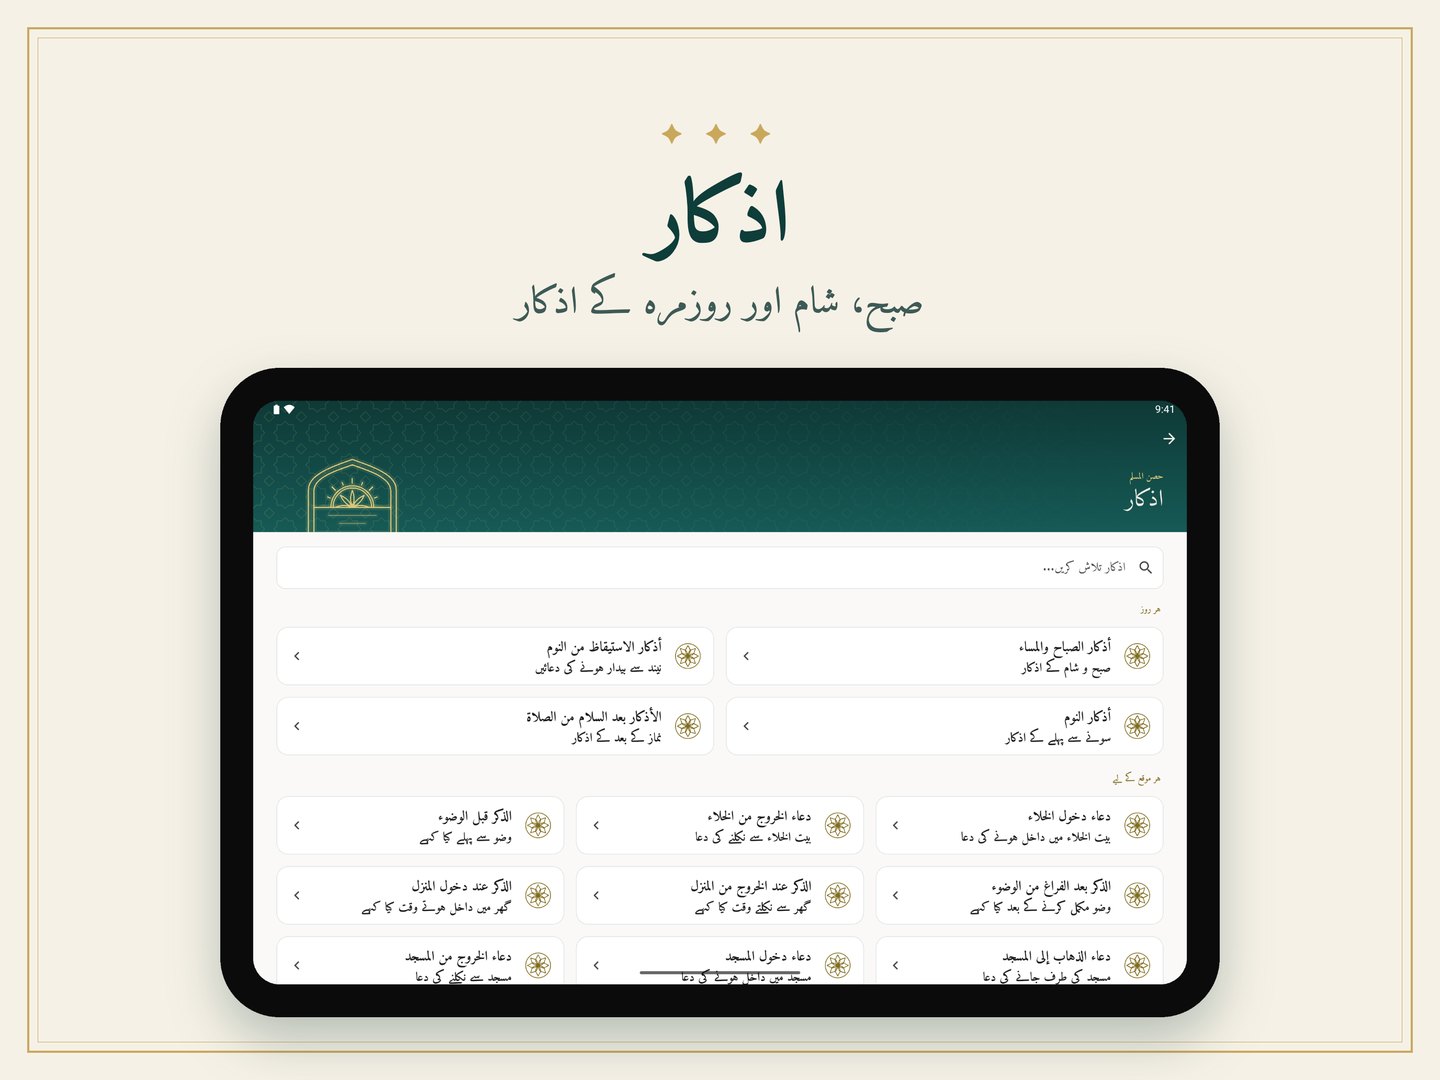 اذکار
صبح، شام اور روزمرہ کے اذکار
9:41
حصن المسلم
اذکار
اذکار تلاش کریں...
ہر روز
أذكار الصباح والمساء
صبح و شام کے اذکار
أذكار الاستيقاظ من النوم
نیند سے بیدار ہونے کی دعائیں
أذكار النوم
سونے سے پہلے کے اذکار
الأذكار بعد السلام من الصلاة
نماز کے بعد کے اذکار
ہر موقع کے لیے
دعاء دخول الخلاء
بیت الخلاء میں داخل ہونے کی دعا
دعاء الخروج من الخلاء
بیت الخلاء سے نکلنے کی دعا
الذكر قبل الوضوء
وضو سے پہلے کیا کہے
الذكر بعد الفراغ من الوضوء
وضو مکمل کرنے کے بعد کیا کہے
الذكر عند الخروج من المنزل
گھر سے نکلتے وقت کیا کہے
الذكر عند دخول المنزل
گھر میں داخل ہوتے وقت کیا کہے
دعاء الذهاب إلى المسجد
مسجد کی طرف جانے کی دعا
دعاء دخول المسجد
مسجد میں داخل ہونے کی دعا
دعاء الخروج من المسجد
مسجد سے نکلنے کی دعا